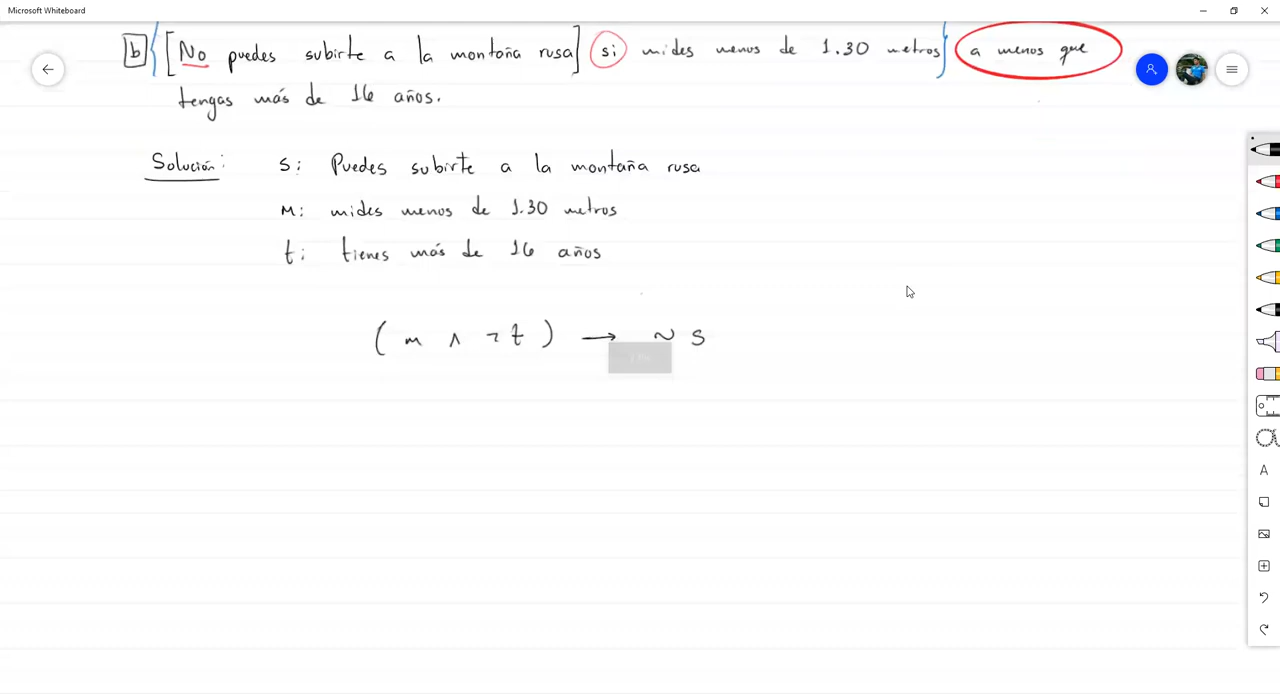 Microsoft Whiteboard
b { [No puedes subirte a la montaña rusa] si mides menos de 1.30 metros} a menos que
tengas más de 16 años.
Solución: s: Puedes subirte a la montaña rusa
m: mides menos de 1.30 metros
t: tienes más de 16 años
( m ∧ ¬ t ) → ~ s
A